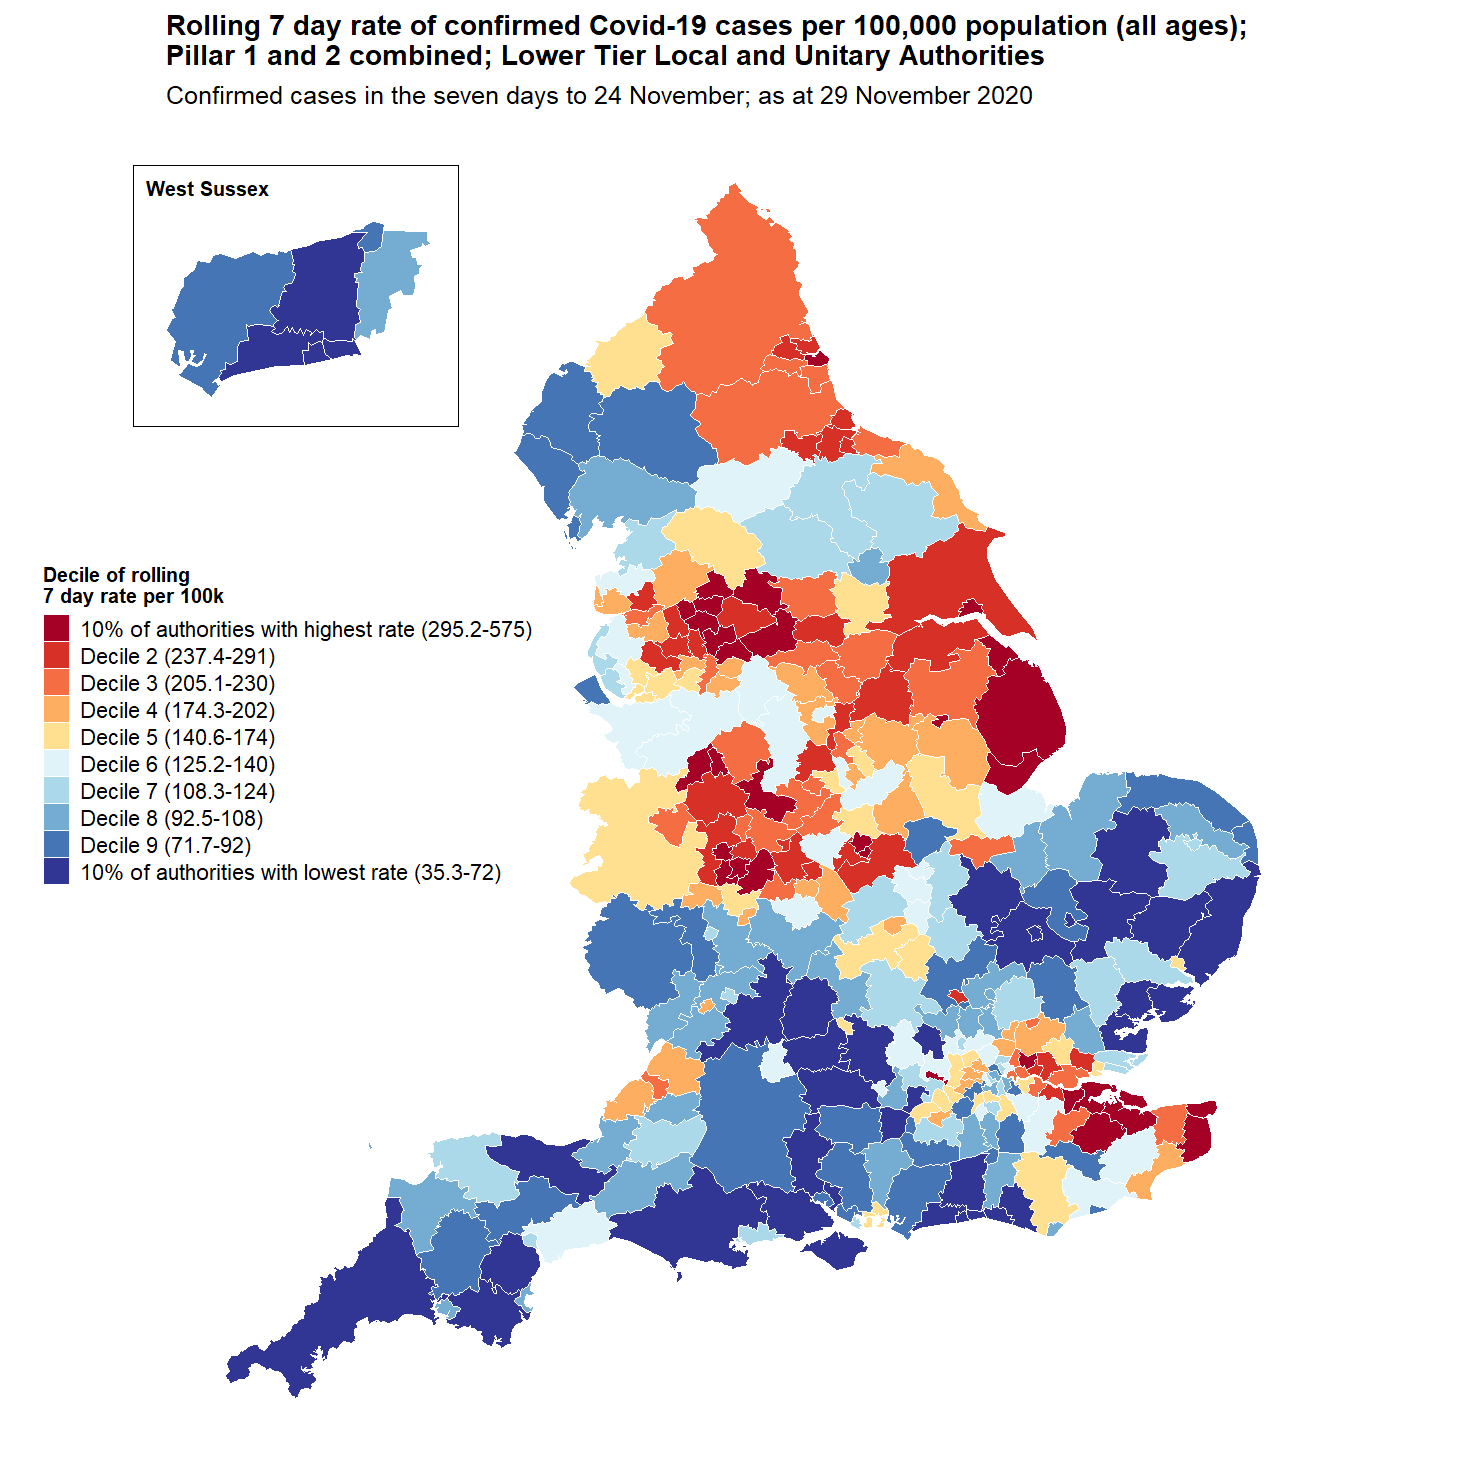 Rolling 7 day rate of confirmed Covid-19 cases per 100,000 population (all ages);
Pillar 1 and 2 combined; Lower Tier Local and Unitary Authorities
Confirmed cases in the seven days to 24 November; as at 29 November 2020
West Sussex
Decile of rolling
7 day rate per 100k
10% of authorities with highest rate (295.2-575)
Decile 2 (237.4-291)
Decile 3 (205.1-230)
Decile 4 (174.3-202)
Decile 5 (140.6-174)
Decile 6 (125.2-140)
Decile 7 (108.3-124)
Decile 8 (92.5-108)
Decile 9 (71.7-92)
10% of authorities with lowest rate (35.3-72)